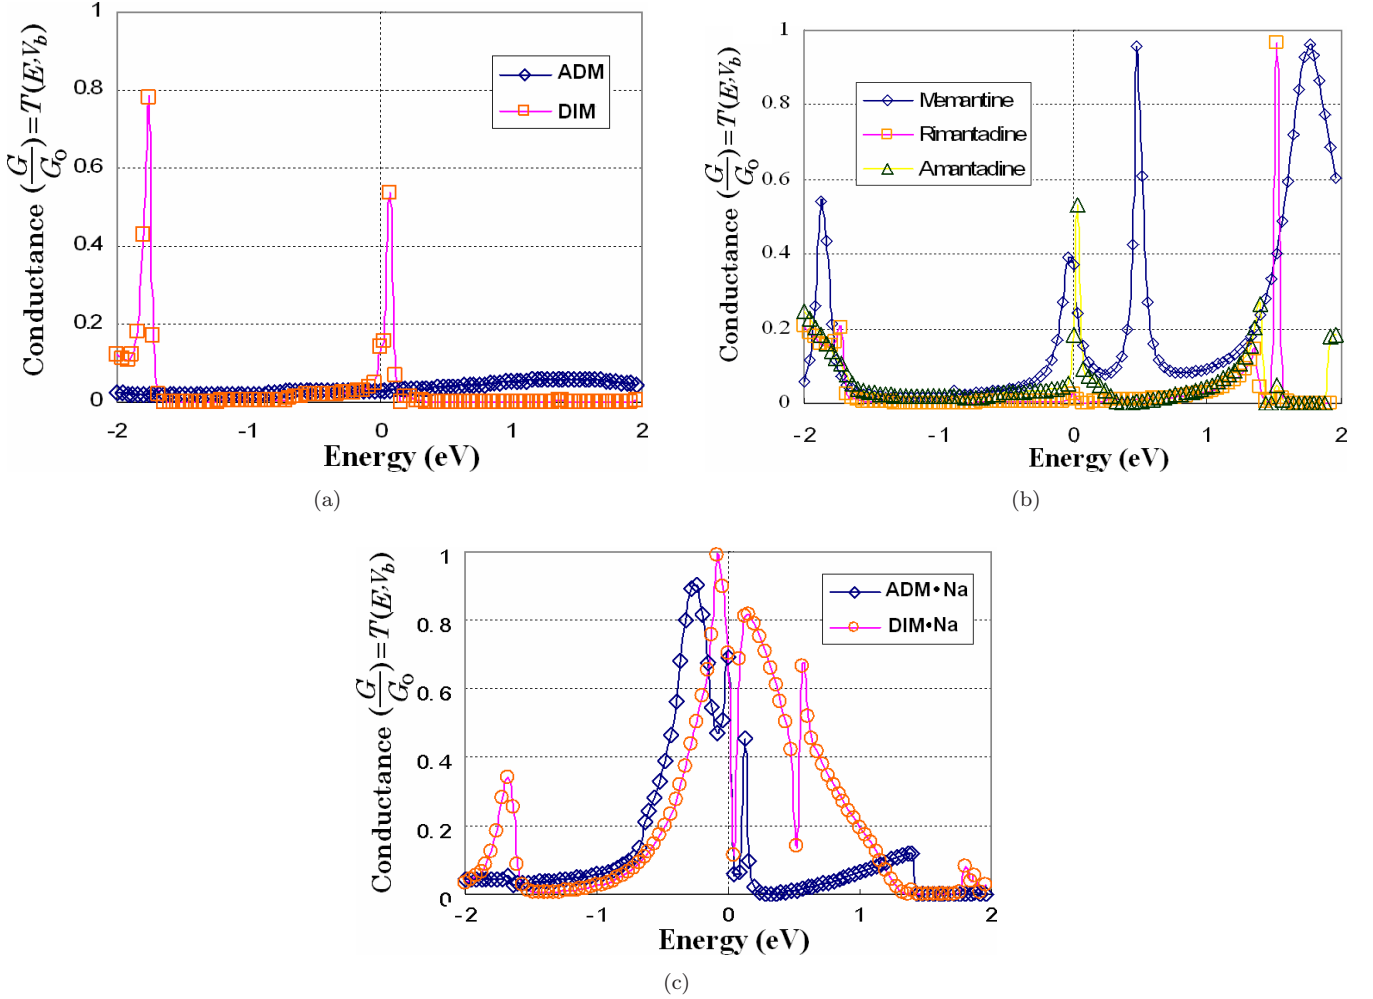 1
0.8
0.6
0.4
0.2
0
-2
-1
0
1
2
Conductance (G/G0)=T(E,Vb)
Energy (eV)
ADM
DIM
(a)
1
0.8
0.6
0.4
0.2
0
-2
-1
0
1
2
Conductance (G/G0)=T(E,Vb)
Energy (eV)
Memantine
Rimantadine
Amantadine
(b)
1
0.8
0.6
0.4
0.2
0
-2
-1
0
1
2
Conductance (G/G0)=T(E,Vb)
Energy (eV)
ADM•Na
DIM•Na
(c)